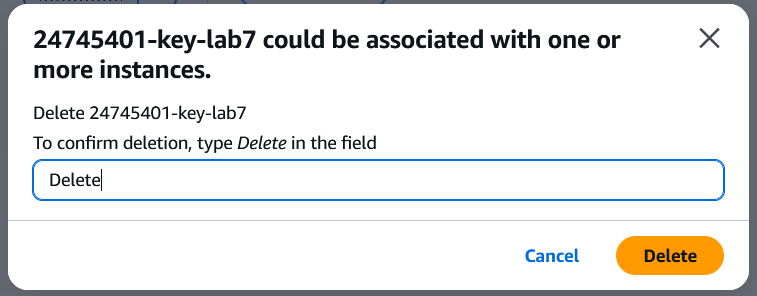 24745401-key-lab7 could be associated with one or
more instances.
Delete 24745401-key-lab7
To confirm deletion, type Delete in the field
Delete
Cancel
Delete